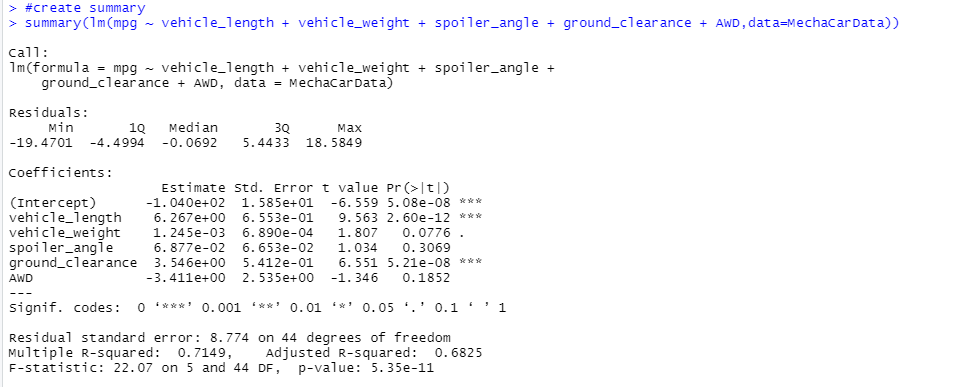 > #create summary
> summary(lm(mpg ~ vehicle_length + vehicle_weight + spoiler_angle + ground_clearance + AWD,data=MechaCarData))
Call:
lm(formula = mpg ~ vehicle_length + vehicle_weight + spoiler_angle +
    ground_clearance + AWD, data = MechaCarData)
Residuals:
     Min       1Q   Median       3Q      Max
-19.4701  -4.4994  -0.0692   5.4433  18.5849
Coefficients:
                   Estimate Std. Error t value Pr(>|t|)
(Intercept)      -1.040e+02  1.585e+01  -6.559 5.08e-08 ***
vehicle_length    6.267e+00  6.553e-01   9.563 2.60e-12 ***
vehicle_weight    1.245e-03  6.890e-04   1.807   0.0776 .
spoiler_angle     6.877e-02  6.653e-02   1.034   0.3069
ground_clearance  3.546e+00  5.412e-01   6.551 5.21e-08 ***
AWD              -3.411e+00  2.535e+00  -1.346   0.1852
---
Signif. codes:  0 ‘***’ 0.001 ‘**’ 0.01 ‘*’ 0.05 ‘.’ 0.1 ‘ ’ 1
Residual standard error: 8.774 on 44 degrees of freedom
Multiple R-squared:  0.7149,    Adjusted R-squared:  0.6825
F-statistic: 22.07 on 5 and 44 DF,  p-value: 5.35e-11